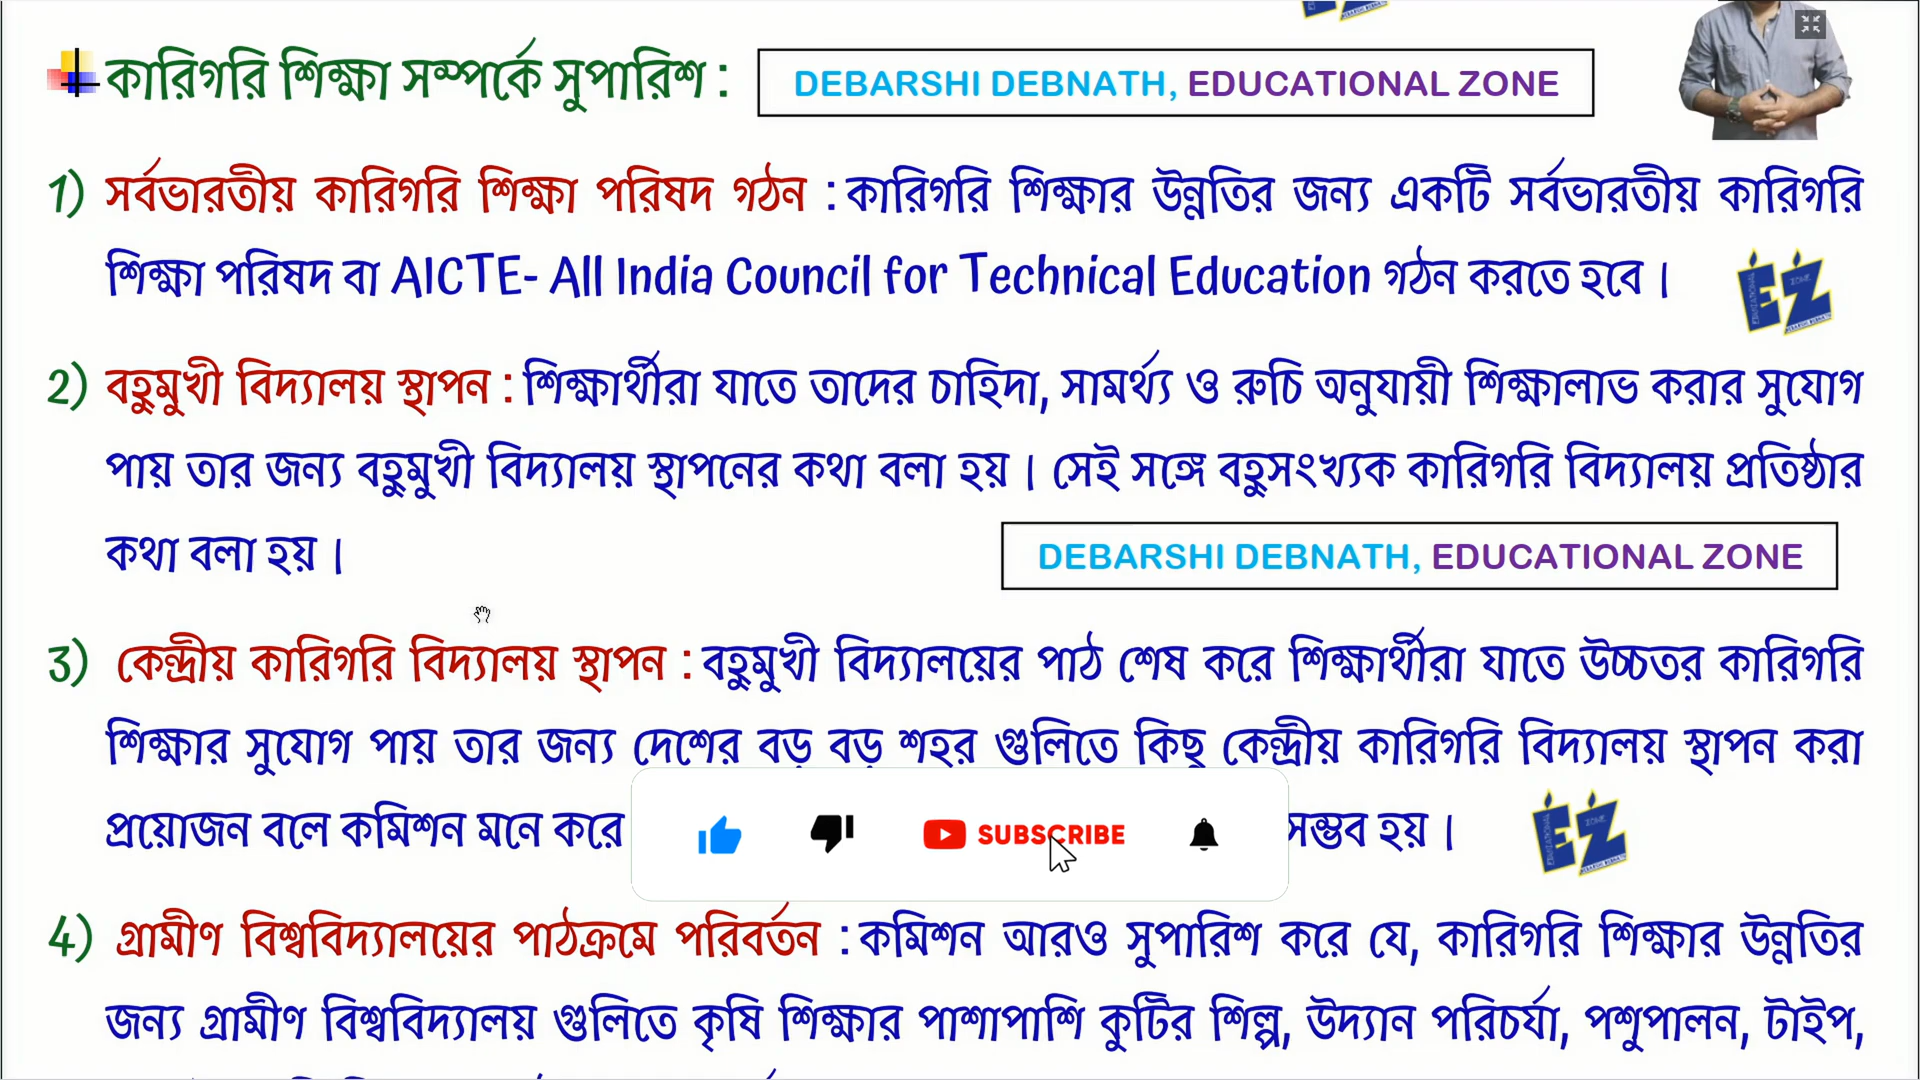 কারিগরি শিক্ষা সম্পর্কে সুপারিশ :
DEBARSHI DEBNATH, EDUCATIONAL ZONE
1) সর্বভারতীয় কারিগরি শিক্ষা পরিষদ গঠন : কারিগরি শিক্ষার উন্নতির জন্য একটি সর্বভারতীয় কারিগরি
শিক্ষা পরিষদ বা AICTE- All India Council for Technical Education গঠন করতে হবে।
EZ
2) বহুমুখী বিদ্যালয় স্থাপন : শিক্ষার্থীরা যাতে তাদের চাহিদা, সামর্থ্য ও রুচি অনুযায়ী শিক্ষালাভ করার সুযোগ
পায় তার জন্য বহুমুখী বিদ্যালয় স্থাপনের কথা বলা হয়। সেই সঙ্গে বহুসংখ্যক কারিগরি বিদ্যালয় প্রতিষ্ঠার
কথা বলা হয়।
DEBARSHI DEBNATH, EDUCATIONAL ZONE
3) কেন্দ্রীয় কারিগরি বিদ্যালয় স্থাপন : বহুমুখী বিদ্যালয়ের পাঠ শেষ করে শিক্ষার্থীরা যাতে উচ্চতর কারিগরি
শিক্ষার সুযোগ পায় তার জন্য দেশের বড় বড় শহর গুলিতে কিছু কেন্দ্রীয় কারিগরি বিদ্যালয় স্থাপন করা
প্রয়োজন বলে কমিশন মনে করে
SUBSCRIBE
সম্ভব হয়।
EZ
4) গ্রামীণ বিশ্ববিদ্যালয়ের পাঠক্রমে পরিবর্তন : কমিশন আরও সুপারিশ করে যে, কারিগরি শিক্ষার উন্নতির
জন্য গ্রামীণ বিশ্ববিদ্যালয় গুলিতে কৃষি শিক্ষার পাশাপাশি কুটির শিল্প, উদ্যান পরিচর্যা, পশুপালন, টাইপ,